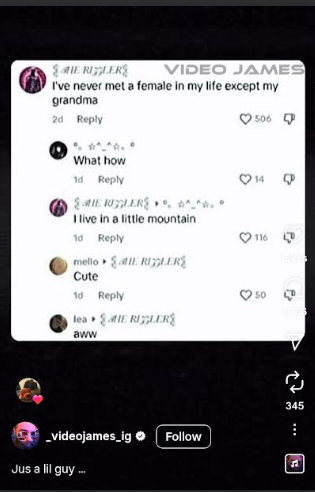 THE RIZZLER
VIDEO JAMES
I've never met a female in my life except my
grandma
2d Reply
506
°。☆^_^☆。°
What how
1d Reply
14
THE RIZZLER ▸ °。☆^_^☆。°
I live in a little mountain
1d Reply
116
mello ▸ THE RIZZLER
Cute
1d Reply
50
lea ▸ THE RIZZLER
aww
345
_videojames_ig
Follow
Jus a lil guy ...